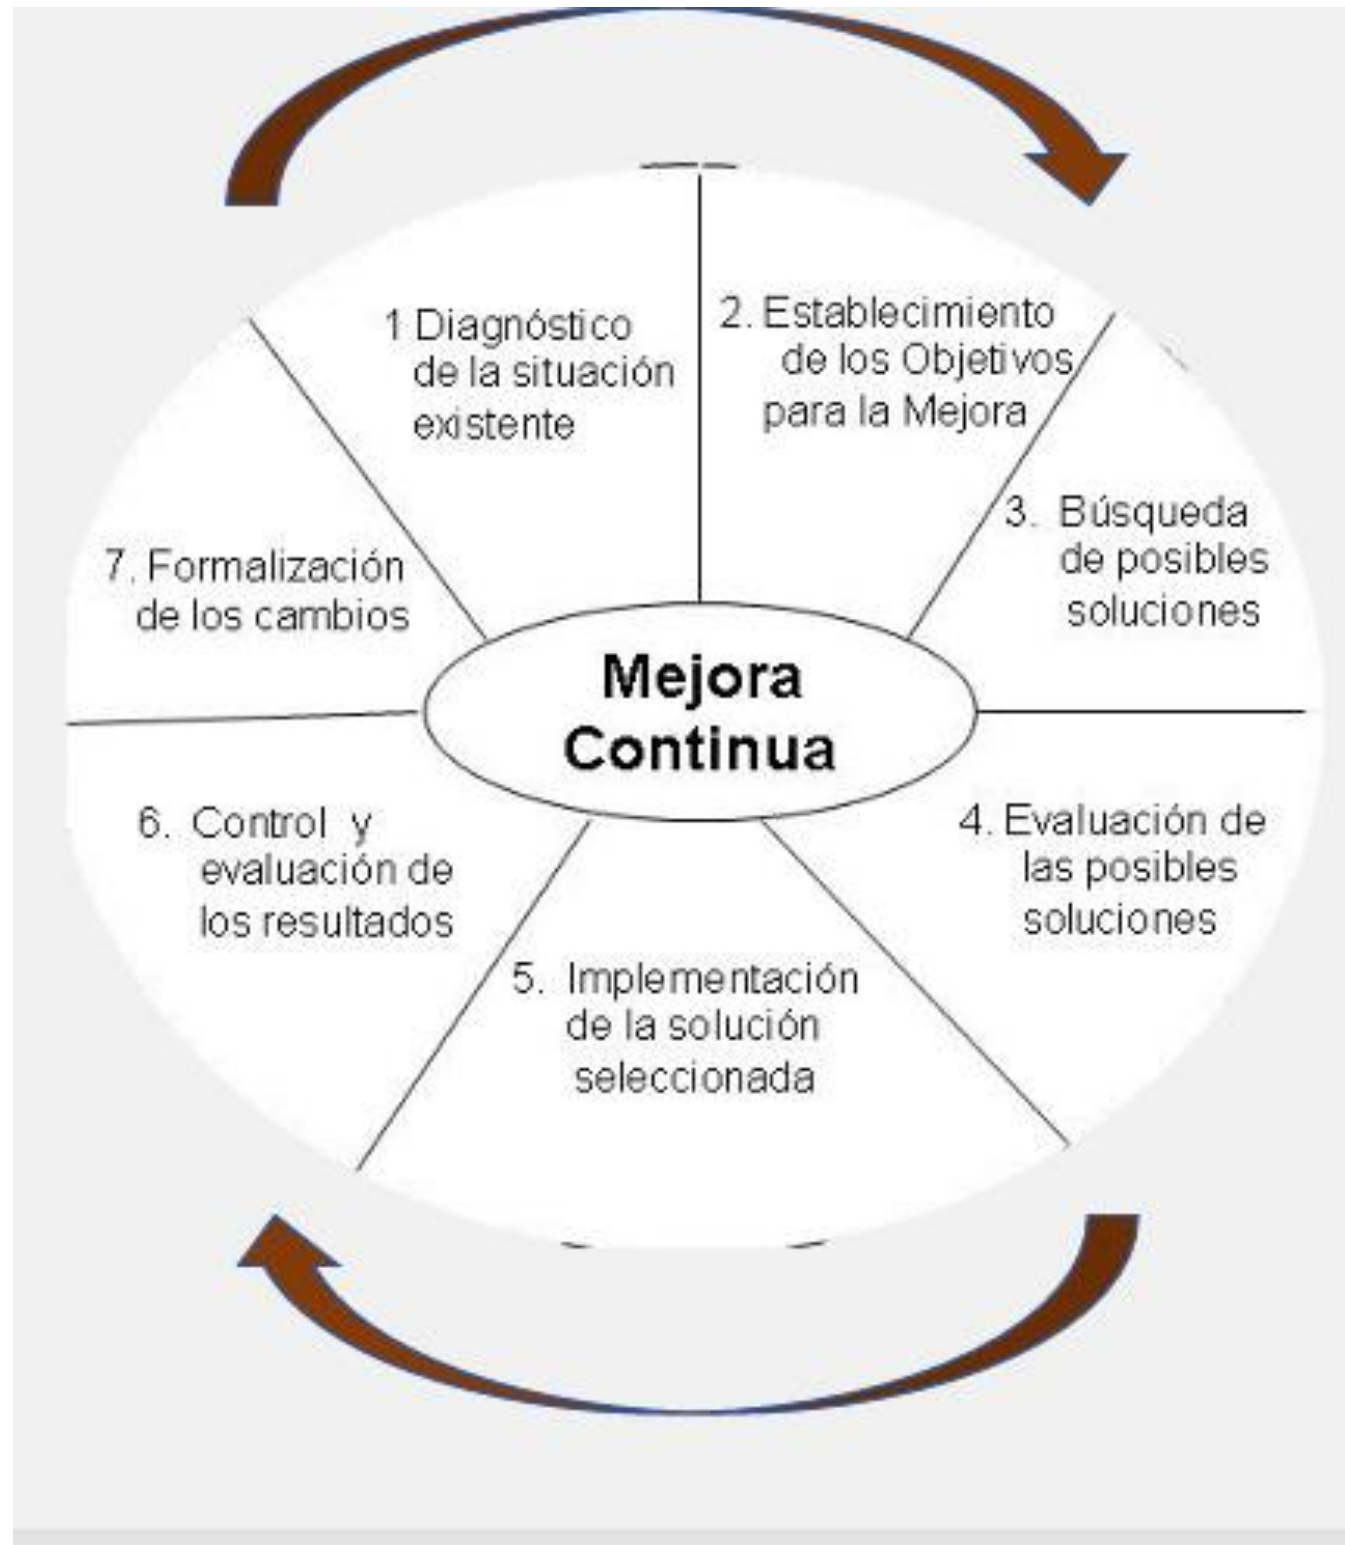 1 Diagnóstico
de la situación
existente
2. Establecimiento
de los Objetivos
para la Mejora
3. Búsqueda
de posibles
soluciones
4. Evaluación de
las posibles
soluciones
5. Implementación
de la solución
seleccionada
6. Control y
evaluación de
los resultados
7. Formalización
de los cambios
Mejora
Continua